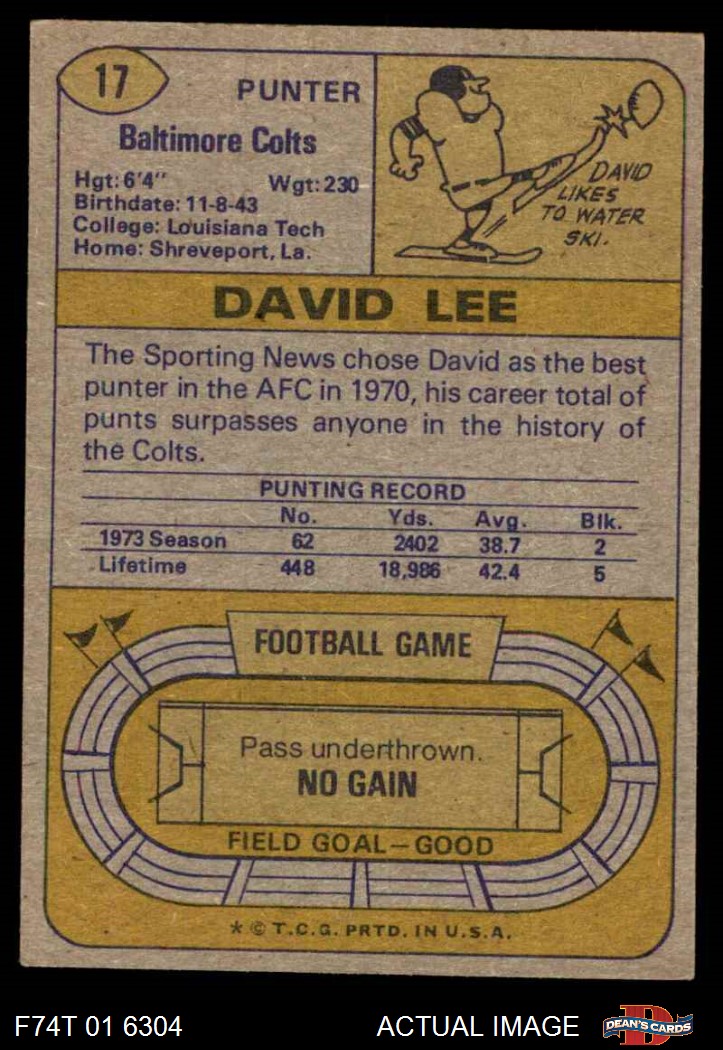 17
PUNTER
Baltimore Colts
Hgt: 6'4" Wgt: 230
Birthdate: 11-8-43
College: Louisiana Tech
Home: Shreveport, La.
DAVID
LIKES
TO WATER
SKI.
DAVID LEE
The Sporting News chose David as the best
punter in the AFC in 1970, his career total of
punts surpasses anyone in the history of
the Colts.
PUNTING RECORD
No. Yds. Avg. Blk.
1973 Season 62 2402 38.7 2
Lifetime 448 18,986 42.4 5
FOOTBALL GAME
Pass underthrown.
NO GAIN
FIELD GOAL—GOOD
* © T.C.G. PRTD. IN U.S.A.
F74T 01 6304 ACTUAL IMAGE
DEAN'S CARDS